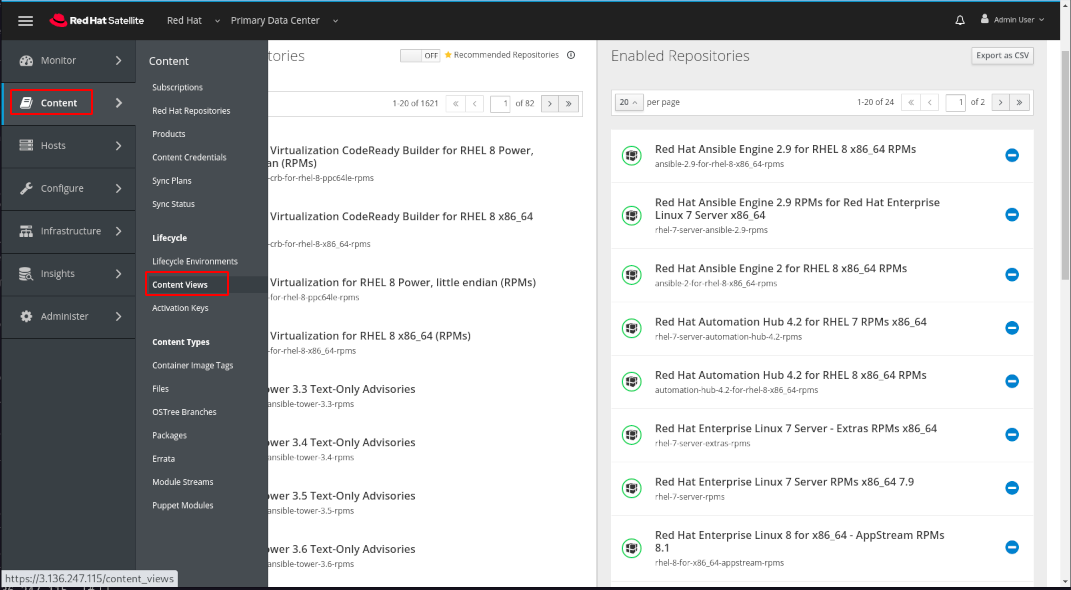 Red Hat Satellite
Red Hat
Primary Data Center
Admin User
Monitor
Content
Hosts
Configure
Infrastructure
Insights
Administer
Content
Subscriptions
Red Hat Repositories
Products
Content Credentials
Sync Plans
Sync Status
Lifecycle
Lifecycle Environments
Content Views
Activation Keys
Content Types
Container Image Tags
Files
OSTree Branches
Packages
Errata
Module Streams
Puppet Modules
tories
OFF
Recommended Repositories
1-20 of 1621 « ‹ 1 of 82 › »
Virtualization CodeReady Builder for RHEL 8 Power,
an (RPMs)
-crb-for-rhel-8-ppc64le-rpms
Virtualization CodeReady Builder for RHEL 8 x86_64
-crb-for-rhel-8-x86_64-rpms
Virtualization for RHEL 8 Power, little endian (RPMs)
-for-rhel-8-ppc64le-rpms
Virtualization for RHEL 8 x86_64 (RPMs)
-for-rhel-8-x86_64-rpms
ower 3.3 Text-Only Advisories
ansible-tower-3.3-rpms
ower 3.4 Text-Only Advisories
ansible-tower-3.4-rpms
ower 3.5 Text-Only Advisories
ansible-tower-3.5-rpms
ower 3.6 Text-Only Advisories
ansible-tower-3.6-rpms
Enabled Repositories
Export as CSV
20 per page
1-20 of 24 « ‹ 1 of 2 › »
Red Hat Ansible Engine 2.9 for RHEL 8 x86_64 RPMs
ansible-2.9-for-rhel-8-x86_64-rpms
Red Hat Ansible Engine 2.9 RPMs for Red Hat Enterprise
Linux 7 Server x86_64
rhel-7-server-ansible-2.9-rpms
Red Hat Ansible Engine 2 for RHEL 8 x86_64 RPMs
ansible-2-for-rhel-8-x86_64-rpms
Red Hat Automation Hub 4.2 for RHEL 7 RPMs x86_64
rhel-7-server-automation-hub-4.2-rpms
Red Hat Automation Hub 4.2 for RHEL 8 x86_64 RPMs
automation-hub-4.2-for-rhel-8-x86_64-rpms
Red Hat Enterprise Linux 7 Server - Extras RPMs x86_64
rhel-7-server-extras-rpms
Red Hat Enterprise Linux 7 Server RPMs x86_64 7.9
rhel-7-server-rpms
Red Hat Enterprise Linux 8 for x86_64 - AppStream RPMs
8.1
rhel-8-for-x86_64-appstream-rpms
https://3.136.247.115/content_views